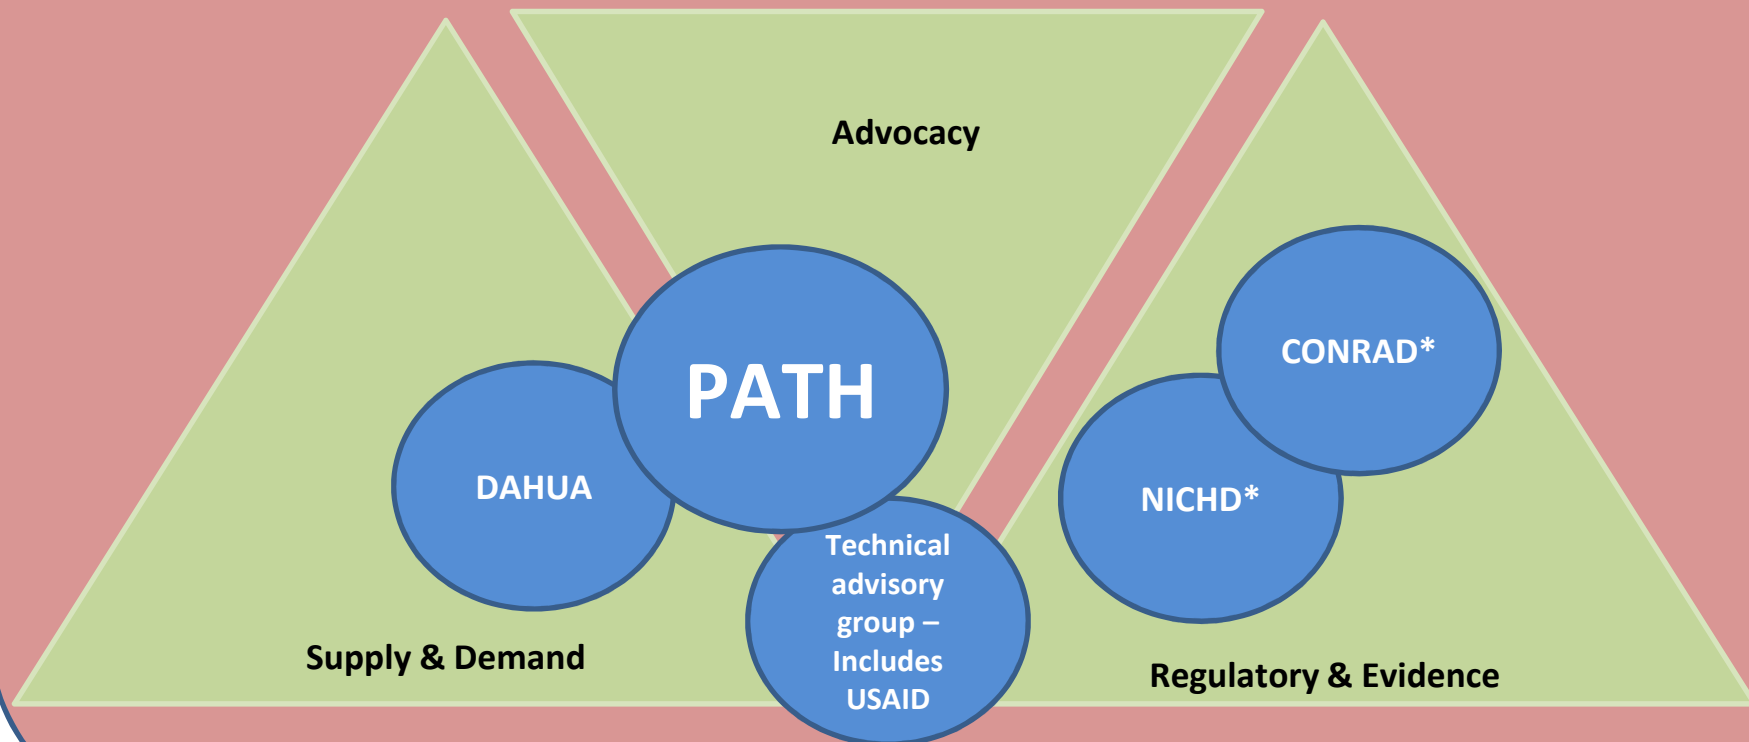 Advocacy
CONRAD*
PATH
DAHUA
NICHD*
Technical
advisory
group –
Includes
USAID
Supply & Demand
Regulatory & Evidence